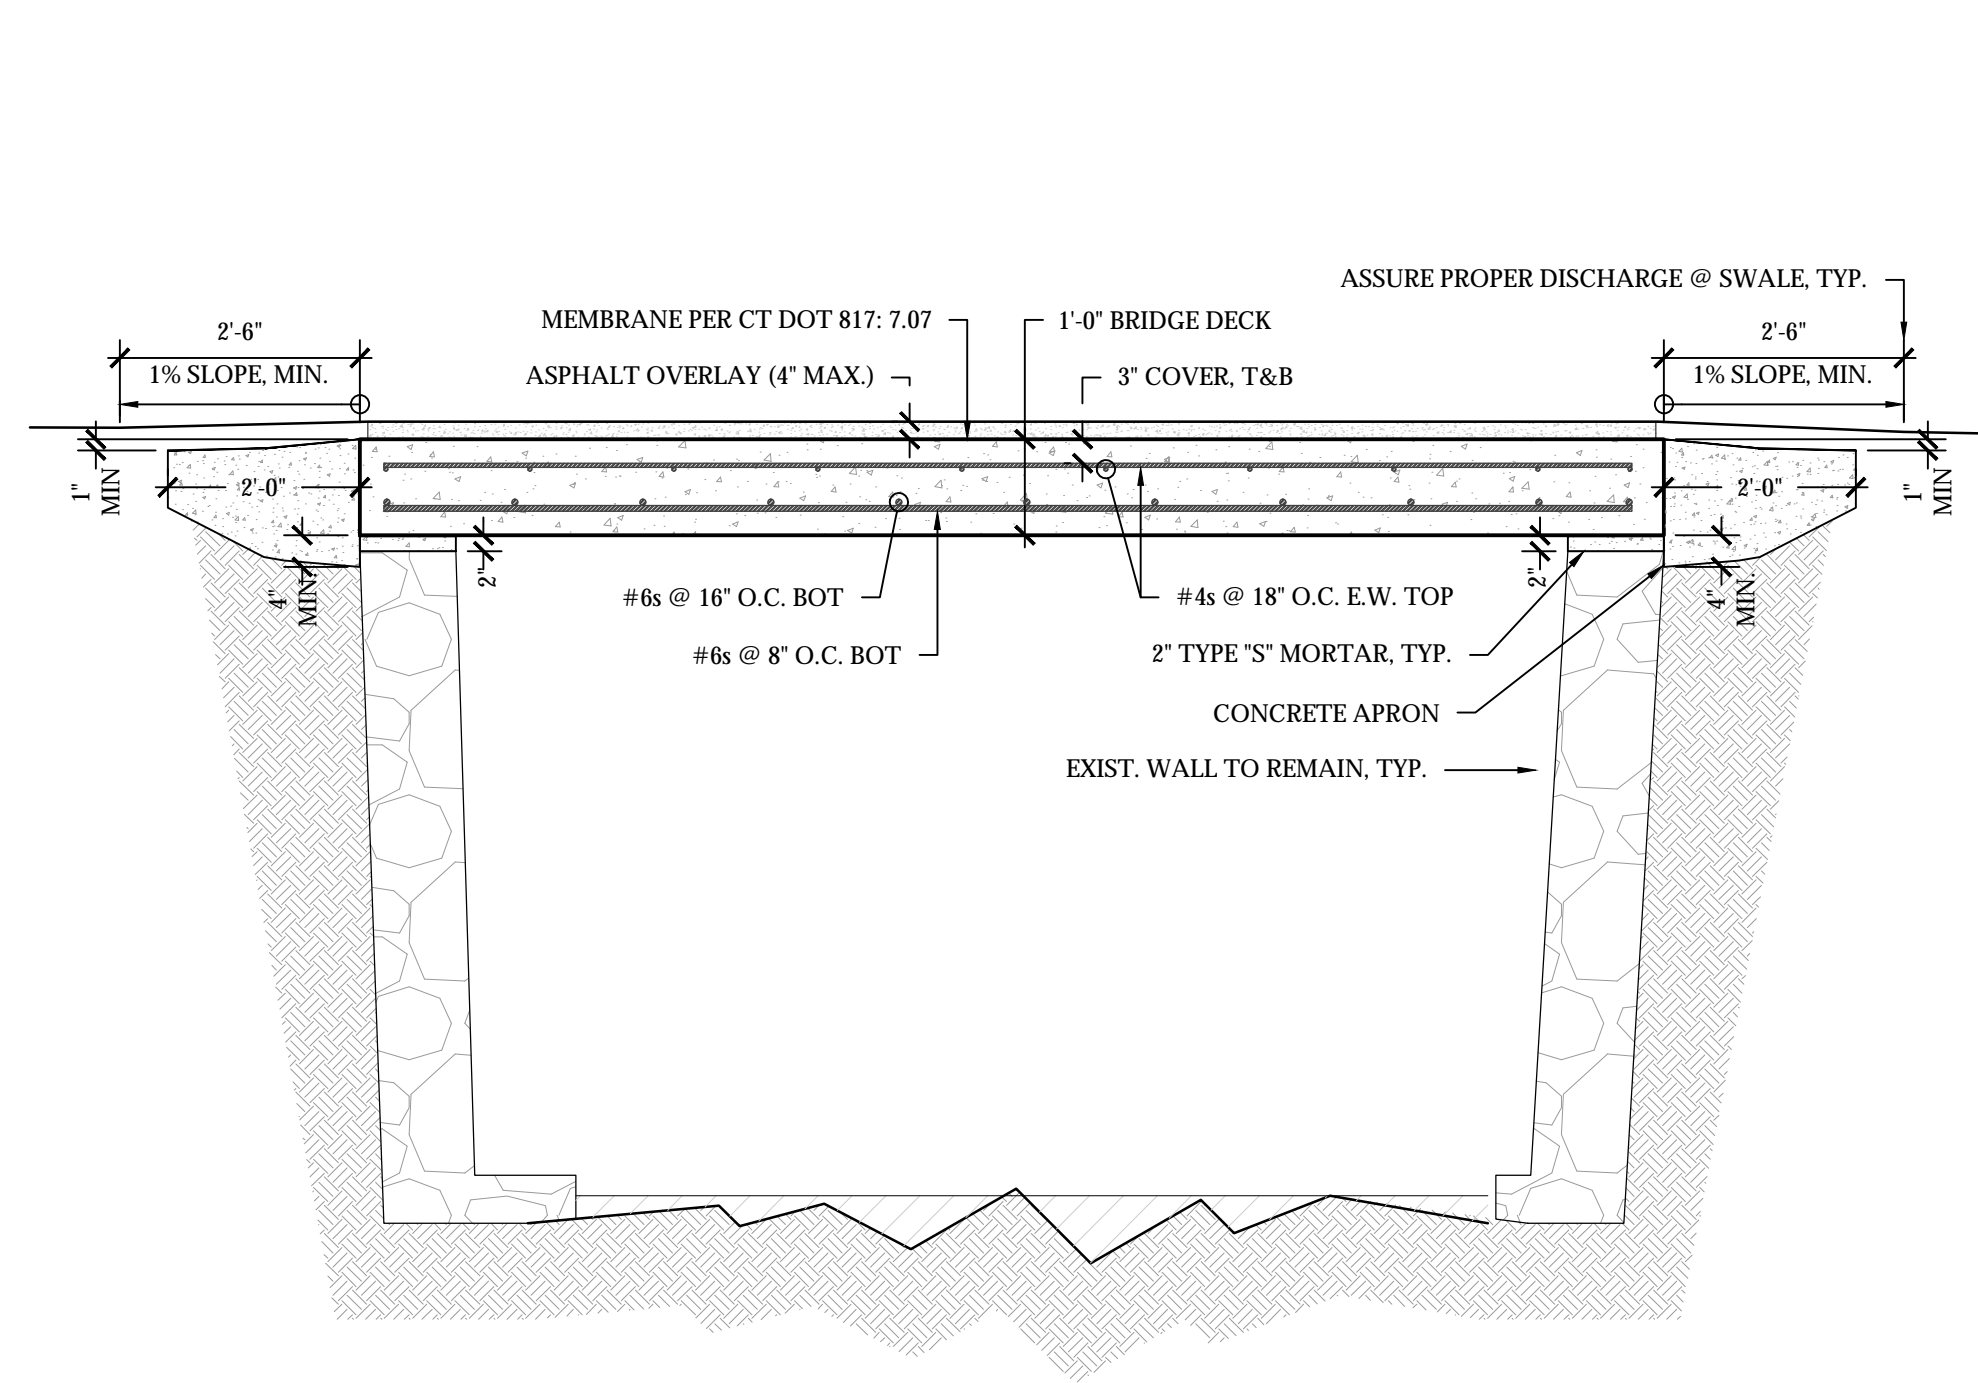 ASSURE PROPER DISCHARGE @ SWALE, TYP.
MEMBRANE PER CT DOT 817: 7.07
1'-0" BRIDGE DECK
2'-6"
2'-6"
1% SLOPE, MIN.
ASPHALT OVERLAY (4" MAX.)
3" COVER, T&B
1% SLOPE, MIN.
1"
MIN
2'-0"
2'-0"
1"
MIN
4"
MIN.
2"
2"
4"
MIN.
#6s @ 16" O.C. BOT
#4s @ 18" O.C. E.W. TOP
#6s @ 8" O.C. BOT
2" TYPE "S" MORTAR, TYP.
CONCRETE APRON
EXIST. WALL TO REMAIN, TYP.